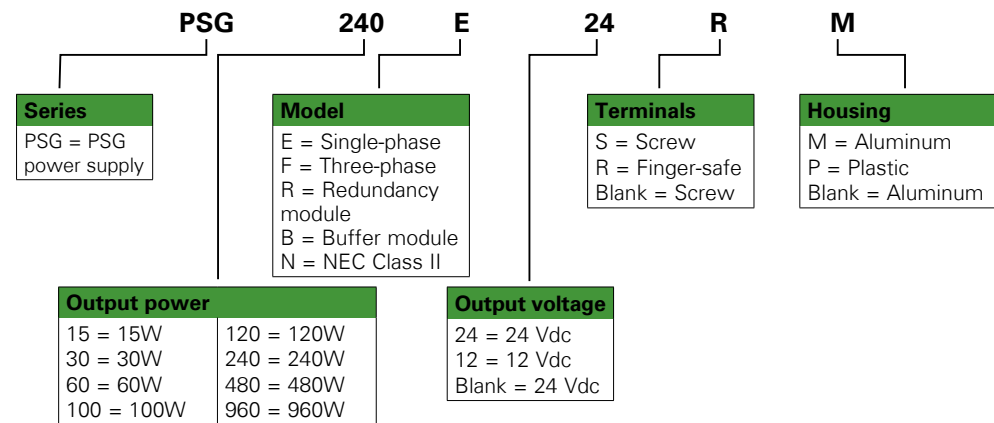 PSG 240 E 24 R M
Series
PSG = PSG
power supply
Model
E = Single-phase
F = Three-phase
R = Redundancy
module
B = Buffer module
N = NEC Class II
Terminals
S = Screw
R = Finger-safe
Blank = Screw
Housing
M = Aluminum
P = Plastic
Blank = Aluminum
Output power
15 = 15W
30 = 30W
60 = 60W
100 = 100W
120 = 120W
240 = 240W
480 = 480W
960 = 960W
Output voltage
24 = 24 Vdc
12 = 12 Vdc
Blank = 24 Vdc